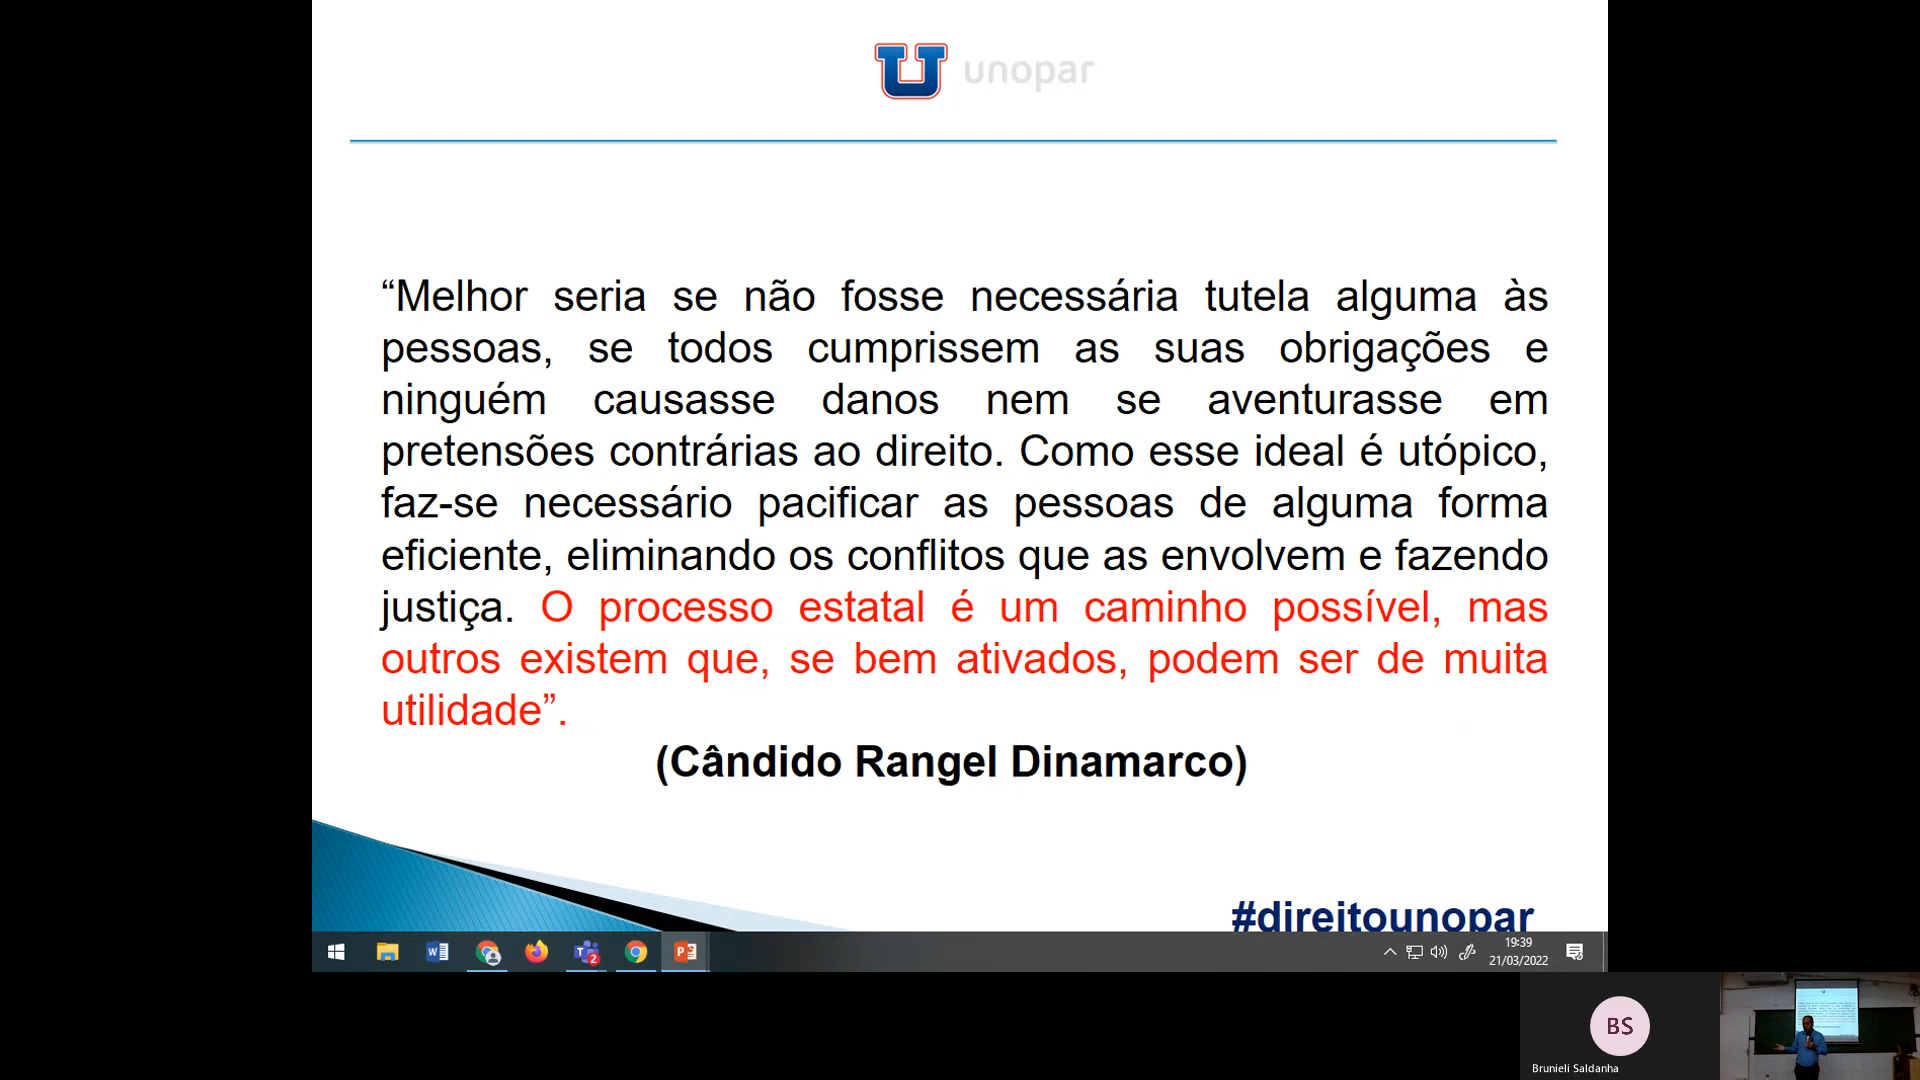 unopar
“Melhor seria se não fosse necessária tutela alguma às
pessoas, se todos cumprissem as suas obrigações e
ninguém causasse danos nem se aventurasse em
pretensões contrárias ao direito. Como esse ideal é utópico,
faz-se necessário pacificar as pessoas de alguma forma
eficiente, eliminando os conflitos que as envolvem e fazendo
justiça. O processo estatal é um caminho possível, mas
outros existem que, se bem ativados, podem ser de muita
utilidade”.
(Cândido Rangel Dinamarco)
#direitounopar
2
19:39
21/03/2022
BS
Brunieli Saldanha